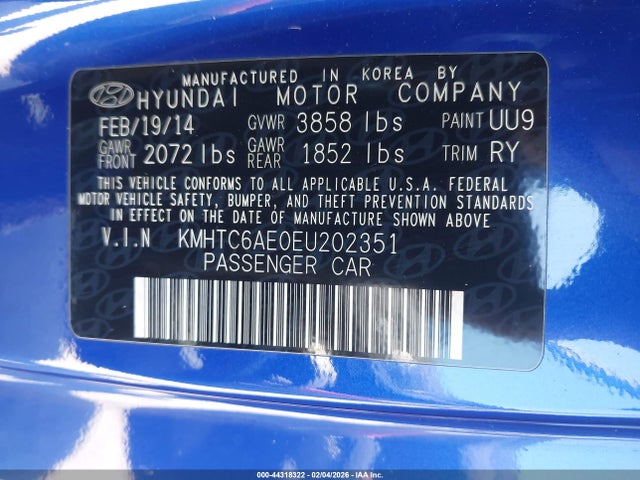 MANUFACTURED IN KOREA BY
HYUNDAI MOTOR COMPANY
FEB/19/14 GVWR 3858 lbs PAINT UU9
GAWR FRONT 2072 lbs GAWR REAR 1852 lbs TRIM RY
THIS VEHICLE CONFORMS TO ALL APPLICABLE U.S.A. FEDERAL
MOTOR VEHICLE SAFETY, BUMPER, AND THEFT PREVENTION STANDARDS
IN EFFECT ON THE DATE OF MANUFACTURE SHOWN ABOVE
V.I.N KMHTC6AE0EU202351
PASSENGER CAR
000-44318322 - 02/04/2026 - IAAI.COM